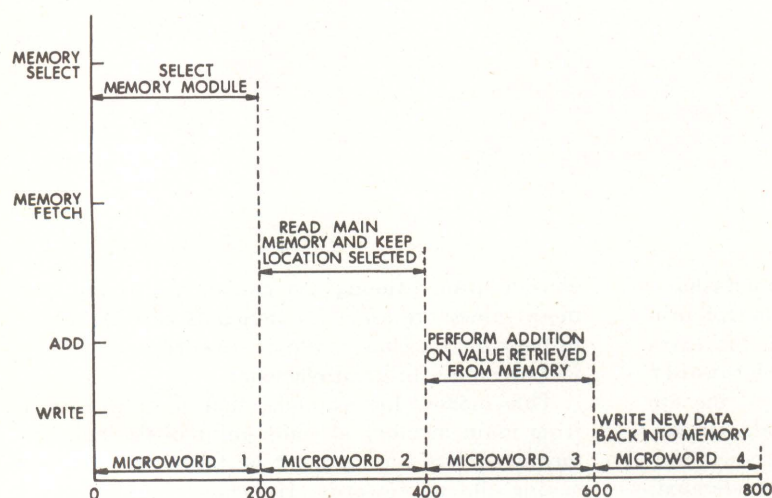 MEMORY
SELECT
SELECT
MEMORY MODULE
MEMORY
FETCH
READ MAIN
MEMORY AND KEEP
LOCATION SELECTED
ADD
PERFORM ADDITION
ON VALUE RETRIEVED
FROM MEMORY
WRITE
WRITE NEW DATA
BACK INTO MEMORY
MICROWORD 1
MICROWORD 2
MICROWORD 3
MICROWORD 4
0 200 400 600 800